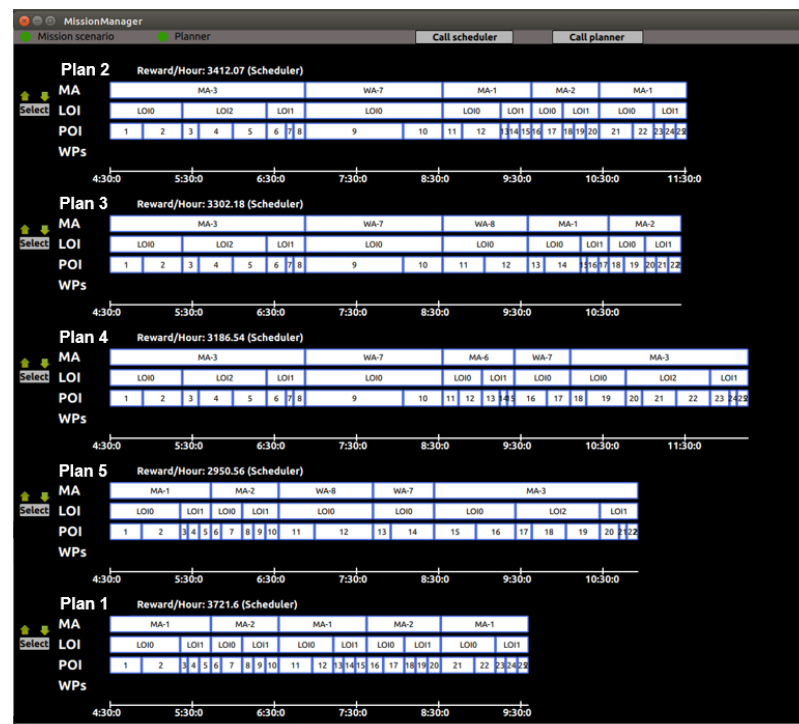 MissionManager
Mission scenario Planner Call scheduler Call planner
Plan 2 Reward/Hour: 3412.07 (Scheduler)
MA MA-3 WA-7 MA-1 MA-2 MA-1
Select LOI LOI0 LOI2 LOI1 LOI0 LOI0 LOI1 LOI0 LOI1 LOI0 LOI1
POI 1 2 3 4 5 6 7 8 9 10 11 12 13 14 15 16 17 18 19 20 21 22 23 24 25
WPs
4:30:0 5:30:0 6:30:0 7:30:0 8:30:0 9:30:0 10:30:0 11:30:0
Plan 3 Reward/Hour: 3302.18 (Scheduler)
MA MA-3 WA-7 WA-8 MA-1 MA-2
Select LOI LOI0 LOI2 LOI1 LOI0 LOI0 LOI0 LOI1 LOI0 LOI1
POI 1 2 3 4 5 6 7 8 9 10 11 12 13 14 15 16 17 18 19 20 21 22
WPs
4:30:0 5:30:0 6:30:0 7:30:0 8:30:0 9:30:0 10:30:0
Plan 4 Reward/Hour: 3186.54 (Scheduler)
MA MA-3 WA-7 MA-6 WA-7 MA-3
Select LOI LOI0 LOI2 LOI1 LOI0 LOI0 LOI1 LOI0 LOI0 LOI2 LOI1
POI 1 2 3 4 5 6 7 8 9 10 11 12 13 14 15 16 17 18 19 20 21 22 23 24 25
WPs
4:30:0 5:30:0 6:30:0 7:30:0 8:30:0 9:30:0 10:30:0 11:30:0
Plan 5 Reward/Hour: 2950.56 (Scheduler)
MA MA-1 MA-2 WA-8 WA-7 MA-3
Select LOI LOI0 LOI1 LOI0 LOI1 LOI0 LOI0 LOI0 LOI2 LOI1
POI 1 2 3 4 5 6 7 8 9 10 11 12 13 14 15 16 17 18 19 20 21 22
WPs
4:30:0 5:30:0 6:30:0 7:30:0 8:30:0 9:30:0 10:30:0
Plan 1 Reward/Hour: 3721.6 (Scheduler)
MA MA-1 MA-2 MA-1 MA-2 MA-1
Select LOI LOI0 LOI1 LOI0 LOI1 LOI0 LOI1 LOI0 LOI1 LOI0 LOI1
POI 1 2 3 4 5 6 7 8 9 10 11 12 13 14 15 16 17 18 19 20 21 22 23 24 25
WPs
4:30:0 5:30:0 6:30:0 7:30:0 8:30:0 9:30:0